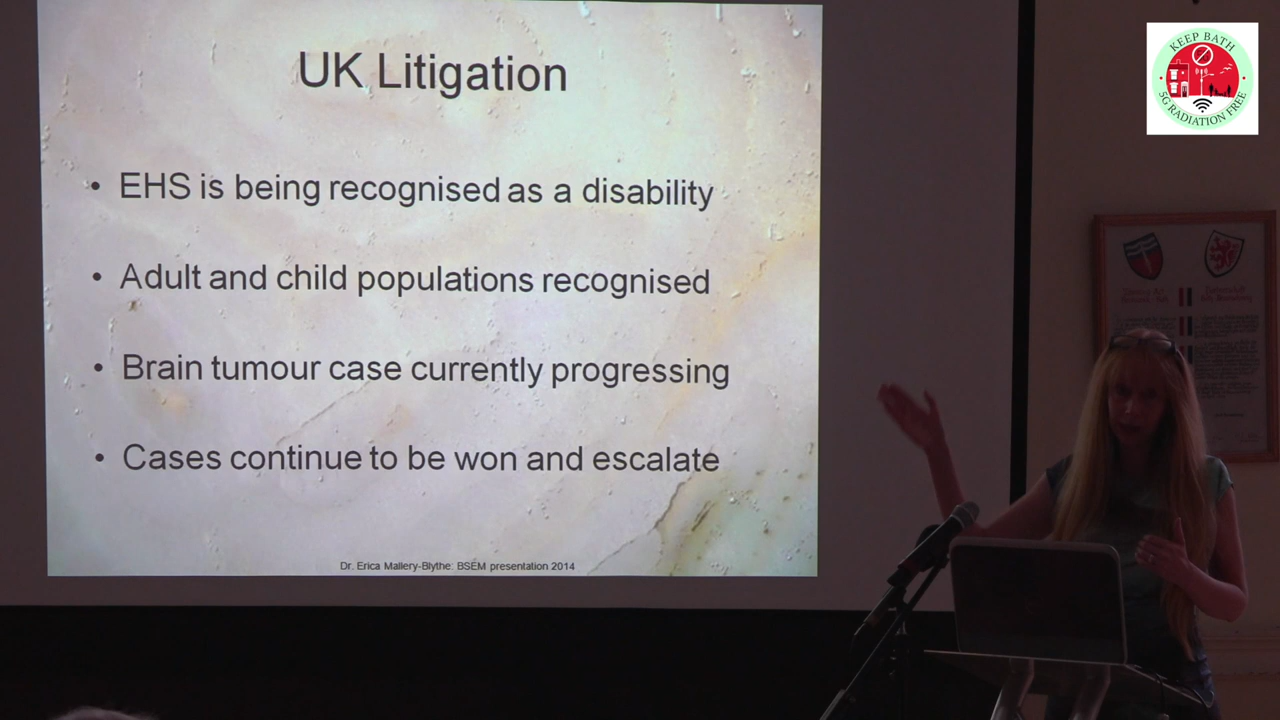 UK Litigation
• EHS is being recognised as a disability
• Adult and child populations recognised
• Brain tumour case currently progressing
• Cases continue to be won and escalate
Dr. Erica Mallery-Blythe: BSEM presentation 2014
KEEP BATH
5G RADIATION FREE